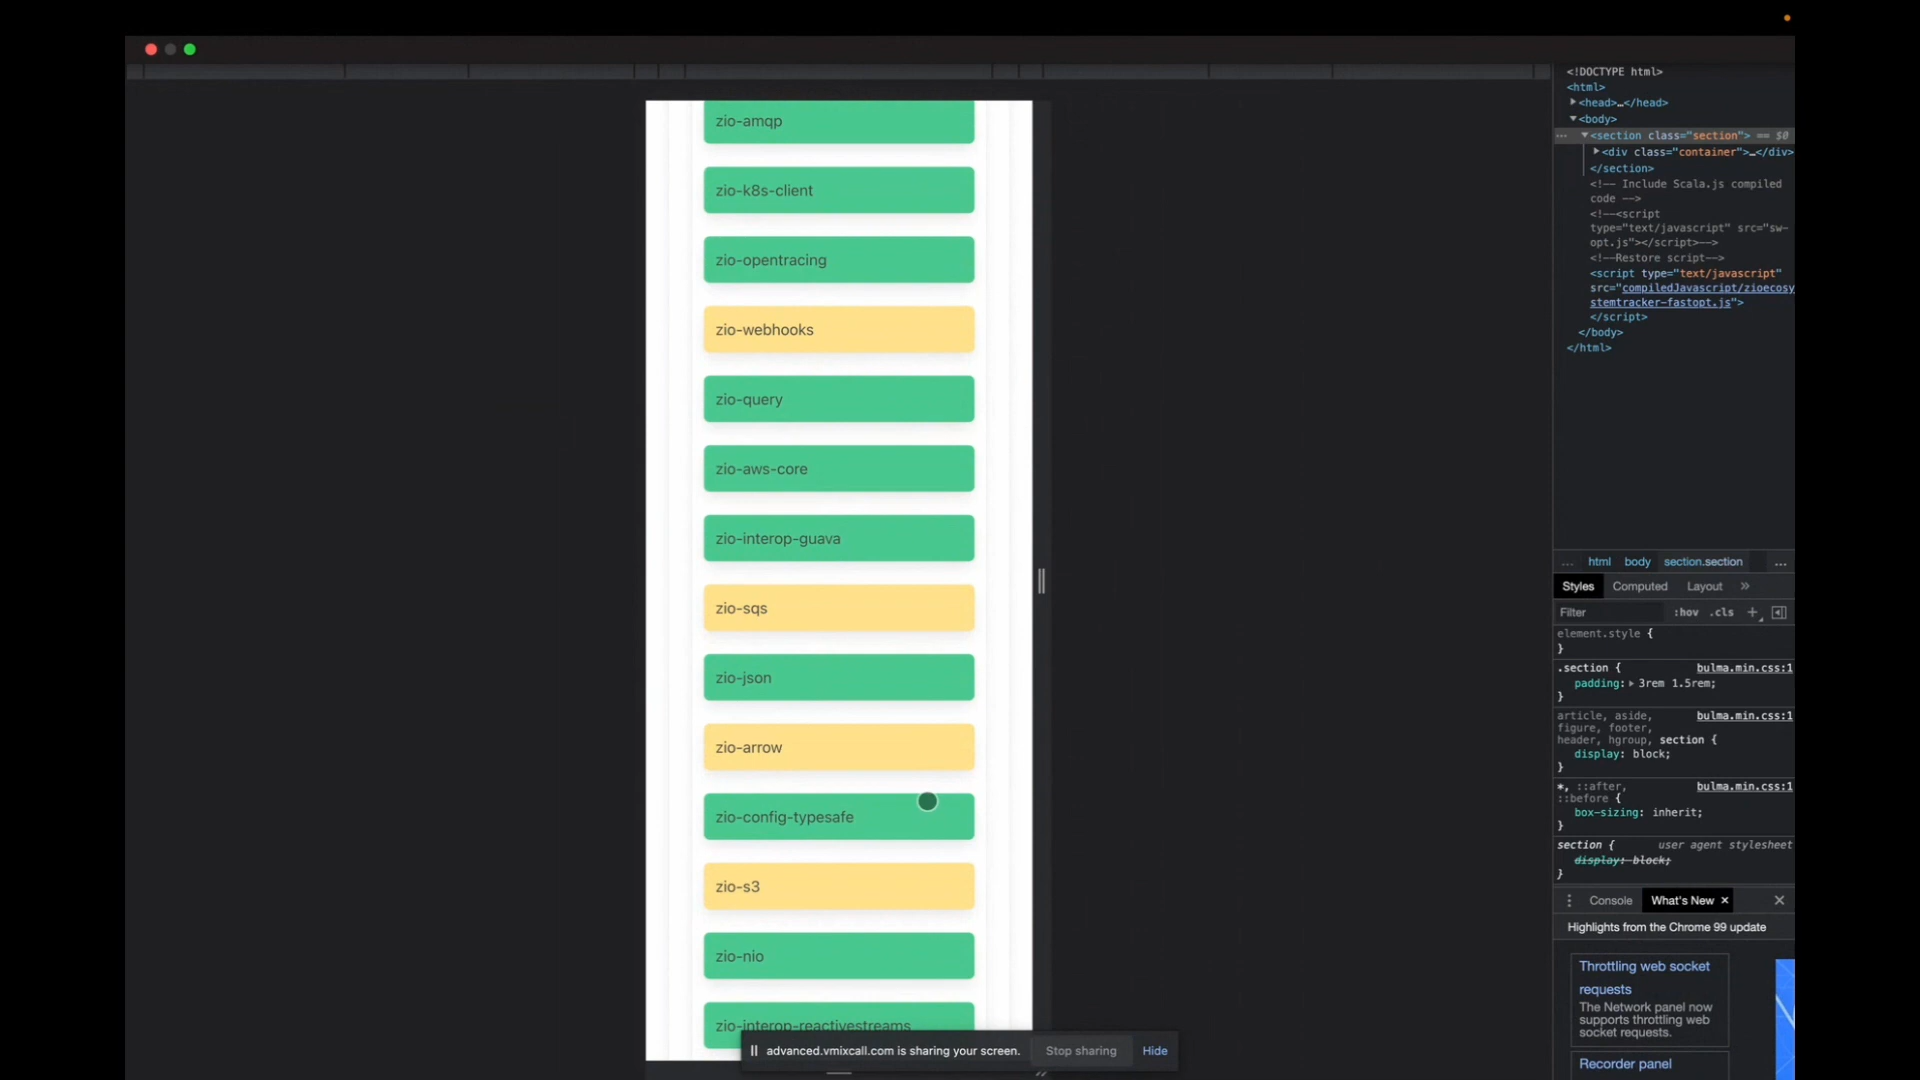 zio-amqp
zio-k8s-client
zio-opentracing
zio-webhooks
zio-query
zio-aws-core
zio-interop-guava
zio-sqs
zio-json
zio-arrow
zio-config-typesafe
zio-s3
zio-nio
zio-interop-reactivestreams
advanced.vmixcall.com is sharing your screen.
Stop sharing
Hide
<!DOCTYPE html>
<html>
<head>…</head>
<body>
… <section class="section"> == $0
<div class="container">…</div>
</section>
<!-- Include Scala.js compiled
code -->
<!--<script
type="text/javascript" src="sw-
opt.js"></script>-->
<!--Restore script-->
<script type="text/javascript"
src="compiledJavascript/zioecosy
stemtracker-fastopt.js">
</script>
</body>
</html>
… html body section.section …
Styles Computed Layout »
Filter :hov .cls +
element.style {
}
.section { bulma.min.css:1
padding: 3rem 1.5rem;
}
article, aside, bulma.min.css:1
figure, footer,
header, hgroup, section {
display: block;
}
*, ::after, bulma.min.css:1
::before {
box-sizing: inherit;
}
section { user agent stylesheet
display: block;
}
Console What's New ×
Highlights from the Chrome 99 update
Throttling web socket
requests
The Network panel now
supports throttling web
socket requests.
Recorder panel